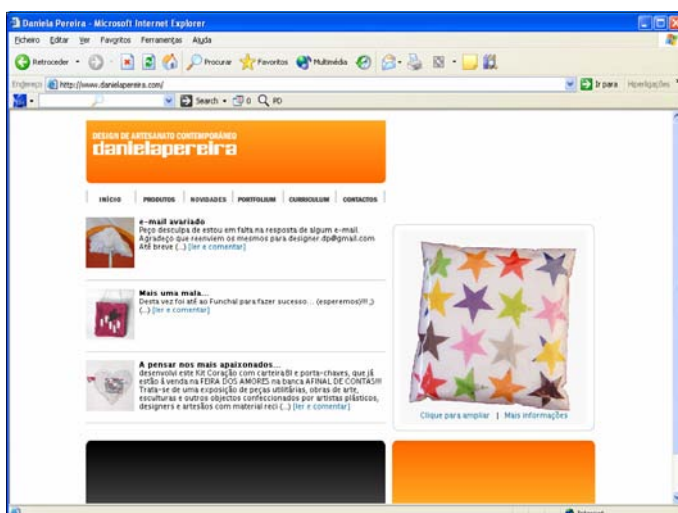 Daniela Pereira - Microsoft Internet Explorer
Ficheiro Editar Ver Favoritos Ferramentas Ajuda
Retroceder Procurar Favoritos Multimédia
Endereço http://www.danielapereira.com/ Ir para Hiperligações
Search 0 PD
DESIGN DE ARTESANATO CONTEMPORÂNEO
danielapereira
INÍCIO PRODUTOS NOVIDADES PORTFOLIUM CURRICULUM CONTACTOS
e-mail avariado
Peço desculpa de estou em falta na resposta de algum e-mail.
Agradeço que reenviem os mesmos para designer.dp@gmail.com
Até breve (...) [ler e comentar]
Mais uma mala...
Desta vez foi até ao Funchal para fazer sucesso... (esperemos)!!! ;)
(...) [ler e comentar]
A pensar nos mais apaixonados...
desenvolvi este Kit Coração com carteiraBI e porta-chaves, que já
estão à venda na FEIRA DOS AMORES na banca AFINAL DE CONTAS!!!
Trata-se de uma exposição de peças utilitárias, obras de arte,
esculturas e outros objectos confeccionados por artistas plásticos,
designers e artesãos com material reci (...) [ler e comentar]
Clique para ampliar | Mais informações
Internet